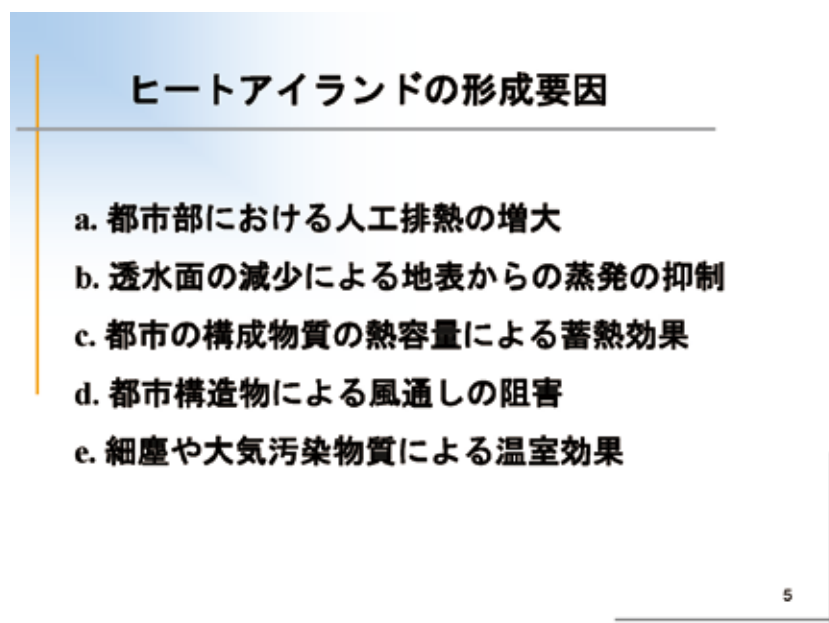 ヒートアイランドの形成要因
a. 都市部における人工排熱の増大
b. 透水面の減少による地表からの蒸発の抑制
c. 都市の構成物質の熱容量による蓄熱効果
d. 都市構造物による風通しの阻害
e. 細塵や大気汚染物質による温室効果
5